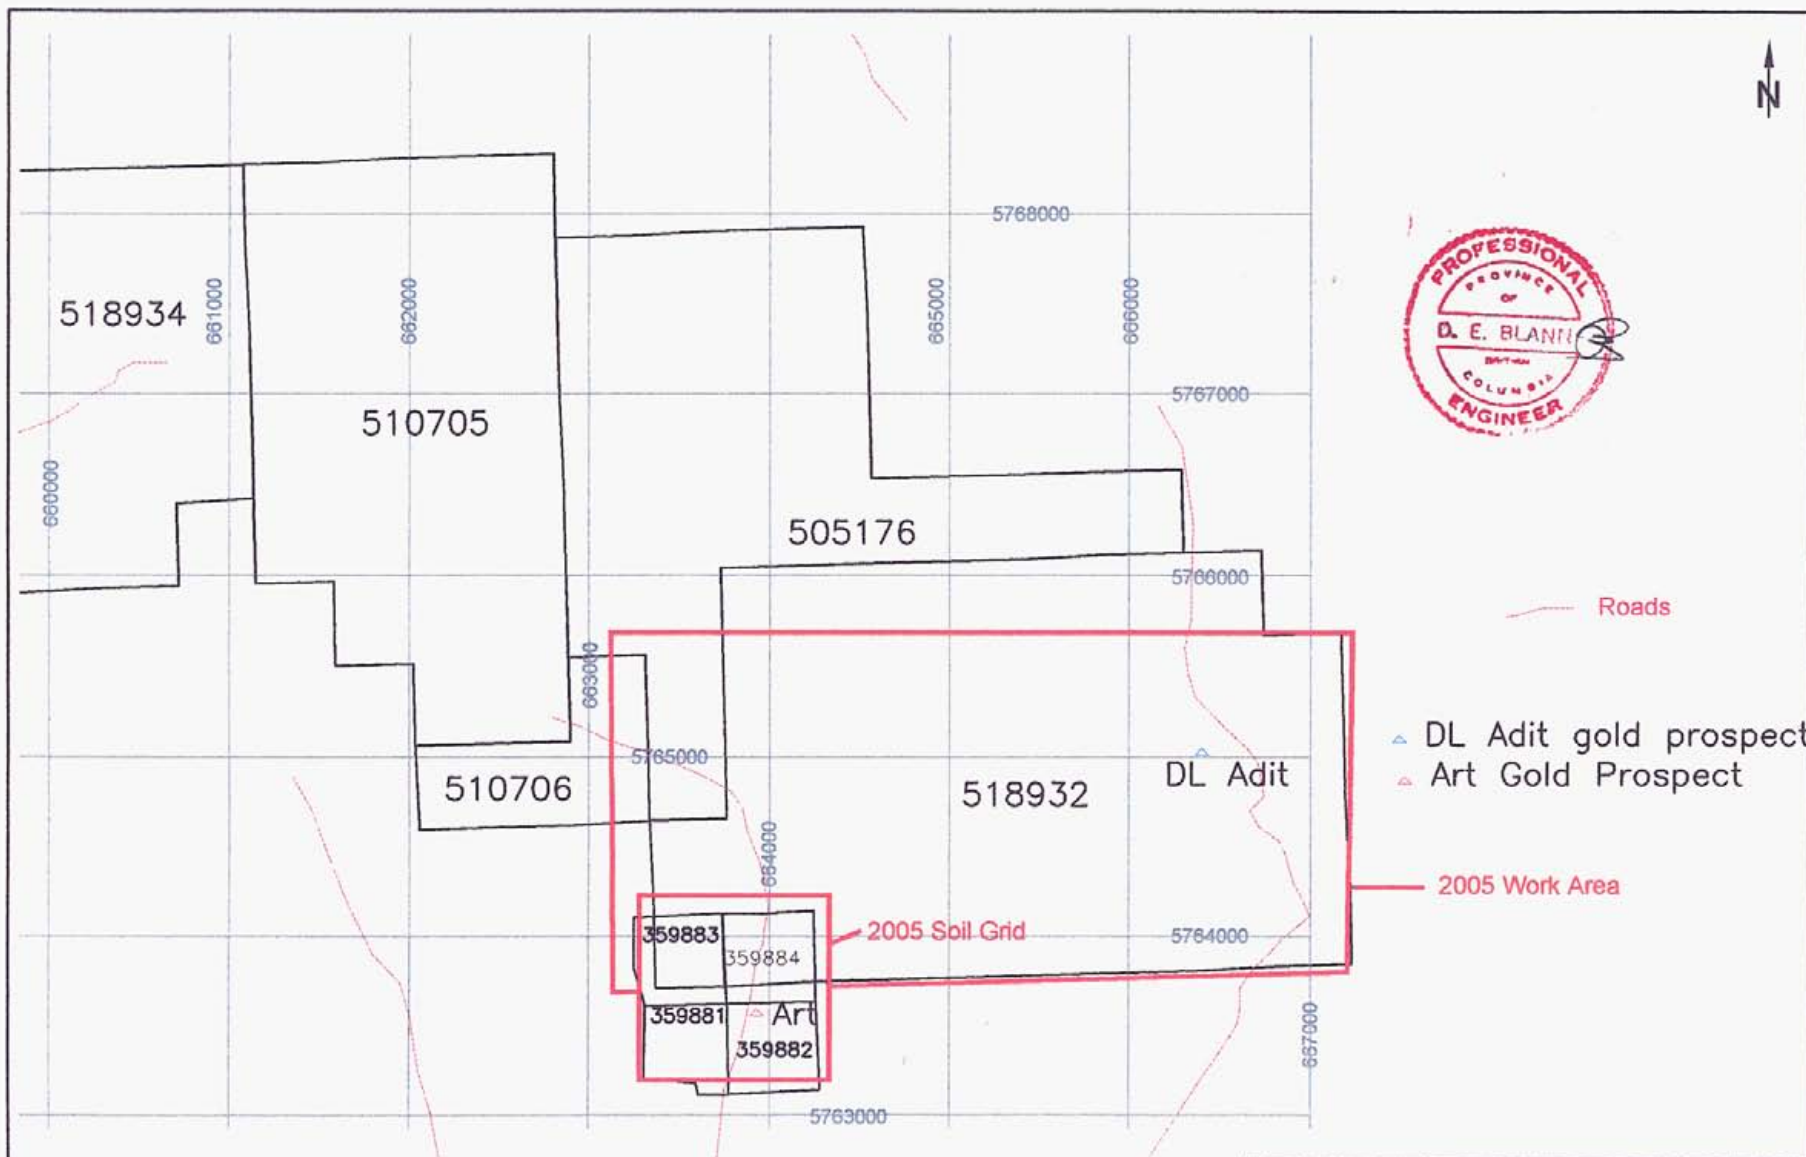 N
5768000
518934
661000
662000
665000
666000
PROFESSIONAL
PROVINCE
OF
D. E. BLANN
COLUMBIA
ENGINEER
5767000
510705
660000
505176
5766000
Roads
663000
5765000
DL Adit gold prospect
DL Adit
Art Gold Prospect
510706
518932
664000
2005 Work Area
359883
2005 Soil Grid
5764000
359884
359881
Art
359882
667000
5763000